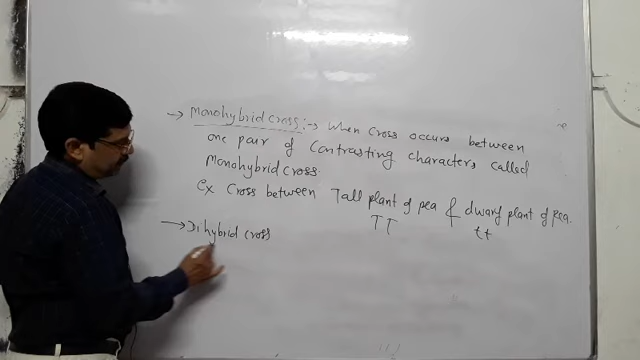 → Monohybrid cross :→ When cross occurs between
one pair of Contrasting characters called
Monohybrid cross.
Ex Cross between Tall plant of pea & dwarf plant of pea.
TT tt
→ Dihybrid cross